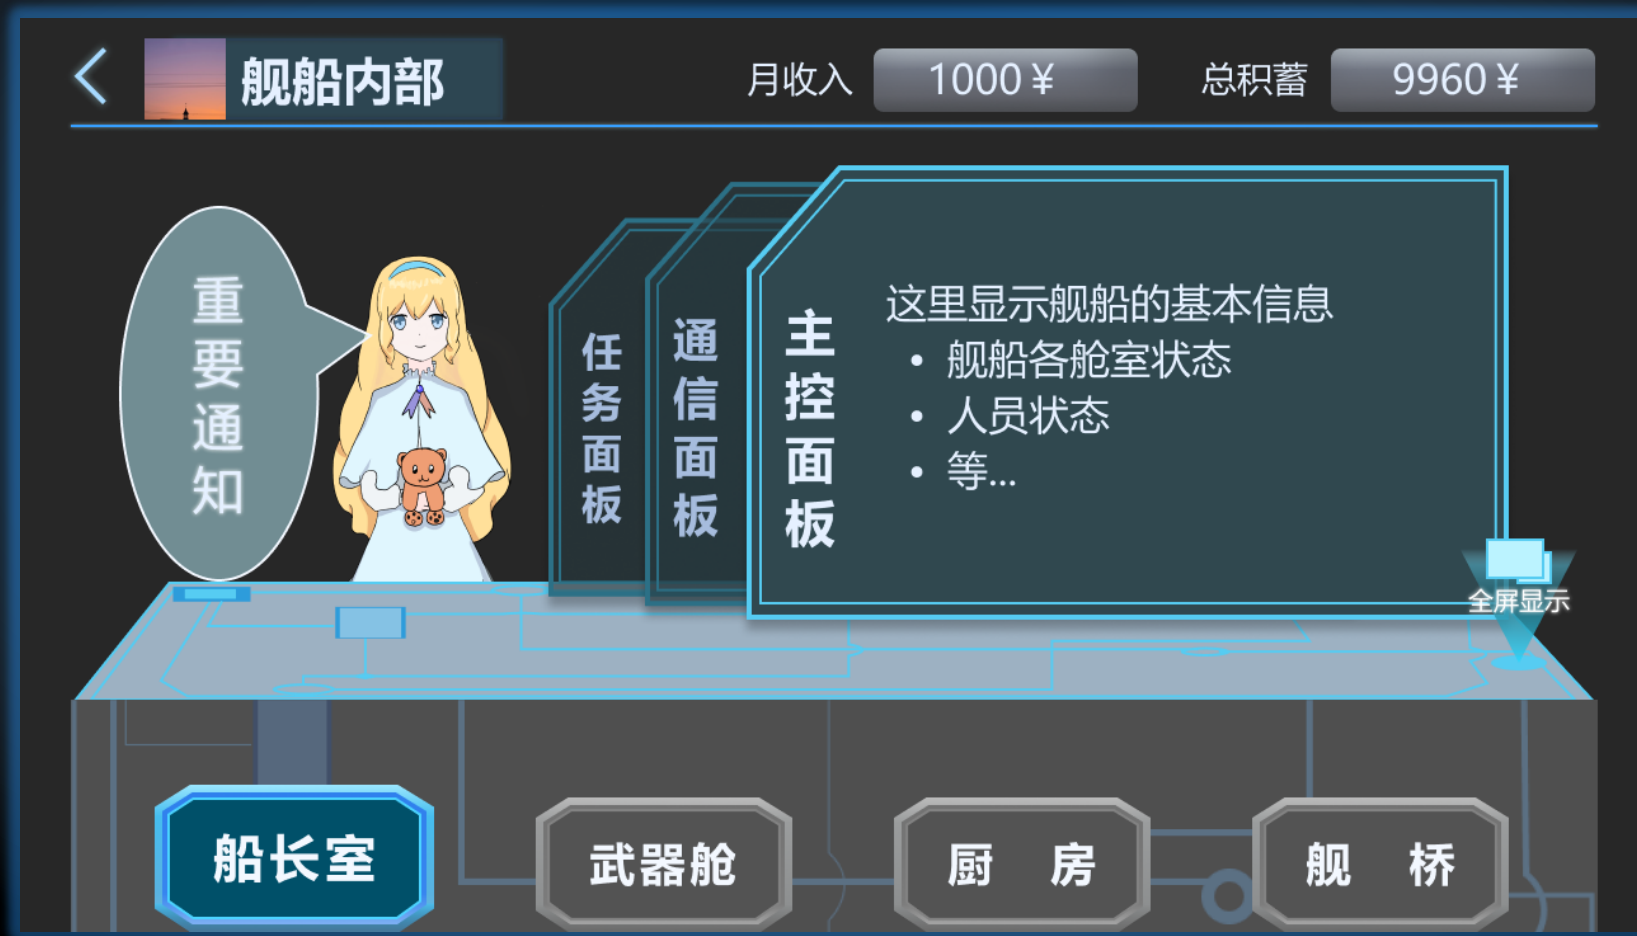 舰船内部
月收入 1000¥
总积蓄 9960¥
重要通知
任务面板
通信面板
主控面板
这里显示舰船的基本信息
• 舰船各舱室状态
• 人员状态
• 等...
全屏显示
船长室
武器舱
厨 房
舰 桥